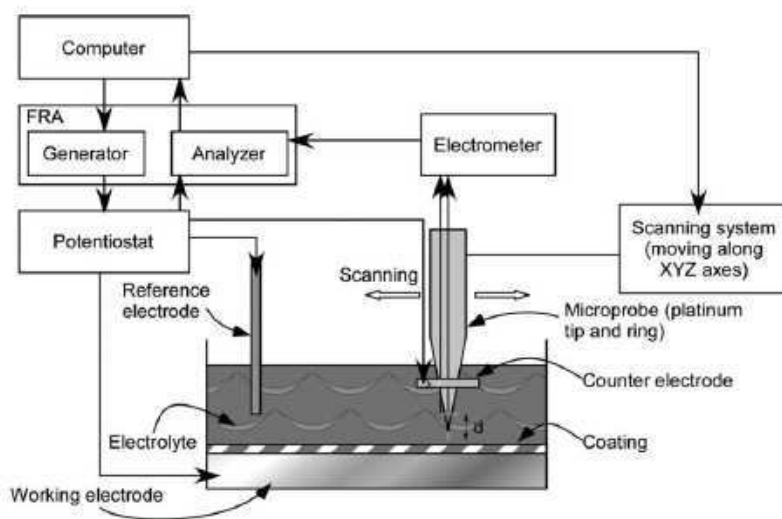 Computer
FRA
Generator
Analyzer
Electrometer
Potentiostat
Scanning system
(moving along
XYZ axes)
Scanning
Reference
electrode
Microprobe (platinum
tip and ring)
Counter electrode
d
Electrolyte
Coating
Working electrode